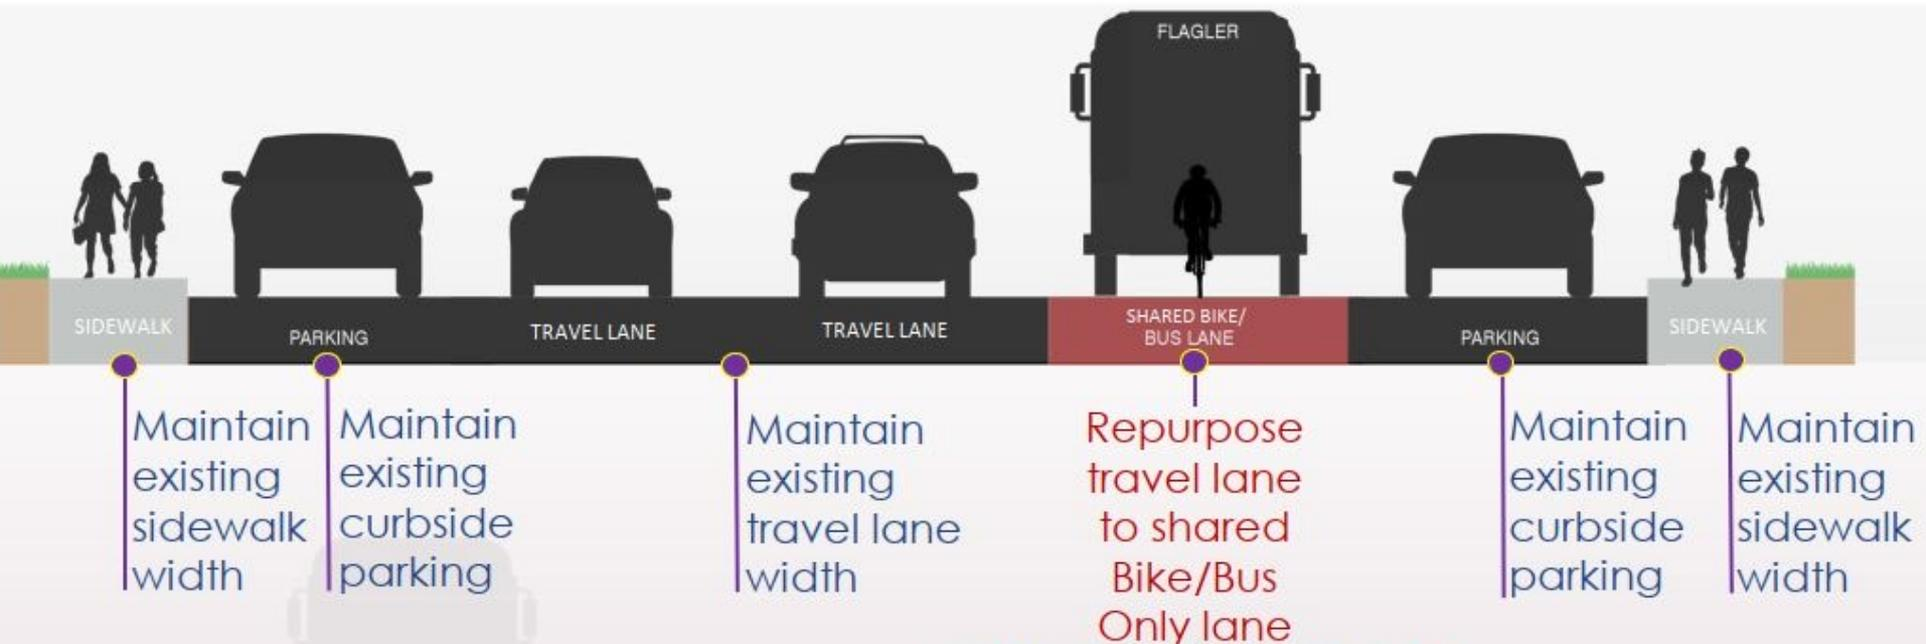 FLAGLER
SIDEWALK
PARKING
TRAVEL LANE
TRAVEL LANE
SHARED BIKE/
BUS LANE
PARKING
SIDEWALK
Maintain
existing
sidewalk
width
Maintain
existing
curbside
parking
Maintain
existing
travel lane
width
Repurpose
travel lane
to shared
Bike/Bus
Only lane
Maintain
existing
curbside
parking
Maintain
existing
sidewalk
width